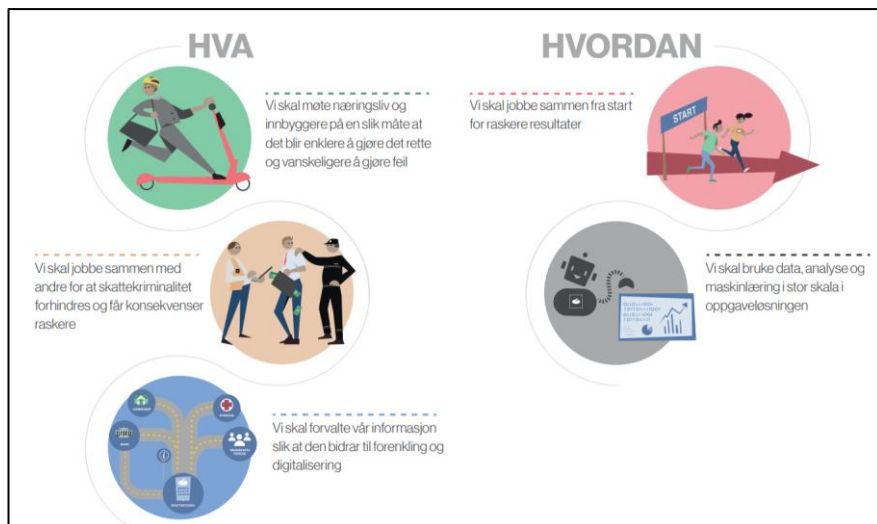 HVA
Vi skal møte næringsliv og
innbyggere på en slik måte at
det blir enklere å gjøre det rette
og vanskeligere å gjøre feil
Vi skal jobbe sammen med
andre for at skattekriminalitet
forhindres og får konsekvenser
raskere
Vi skal forvalte vår informasjon
slik at den bidrar til forenkling og
digitalisering
BANK
HVORDAN
Vi skal jobbe sammen fra start
for raskere resultater
START
Vi skal bruke data, analyse og
maskinlæring i stor skala i
oppgaveløsningen